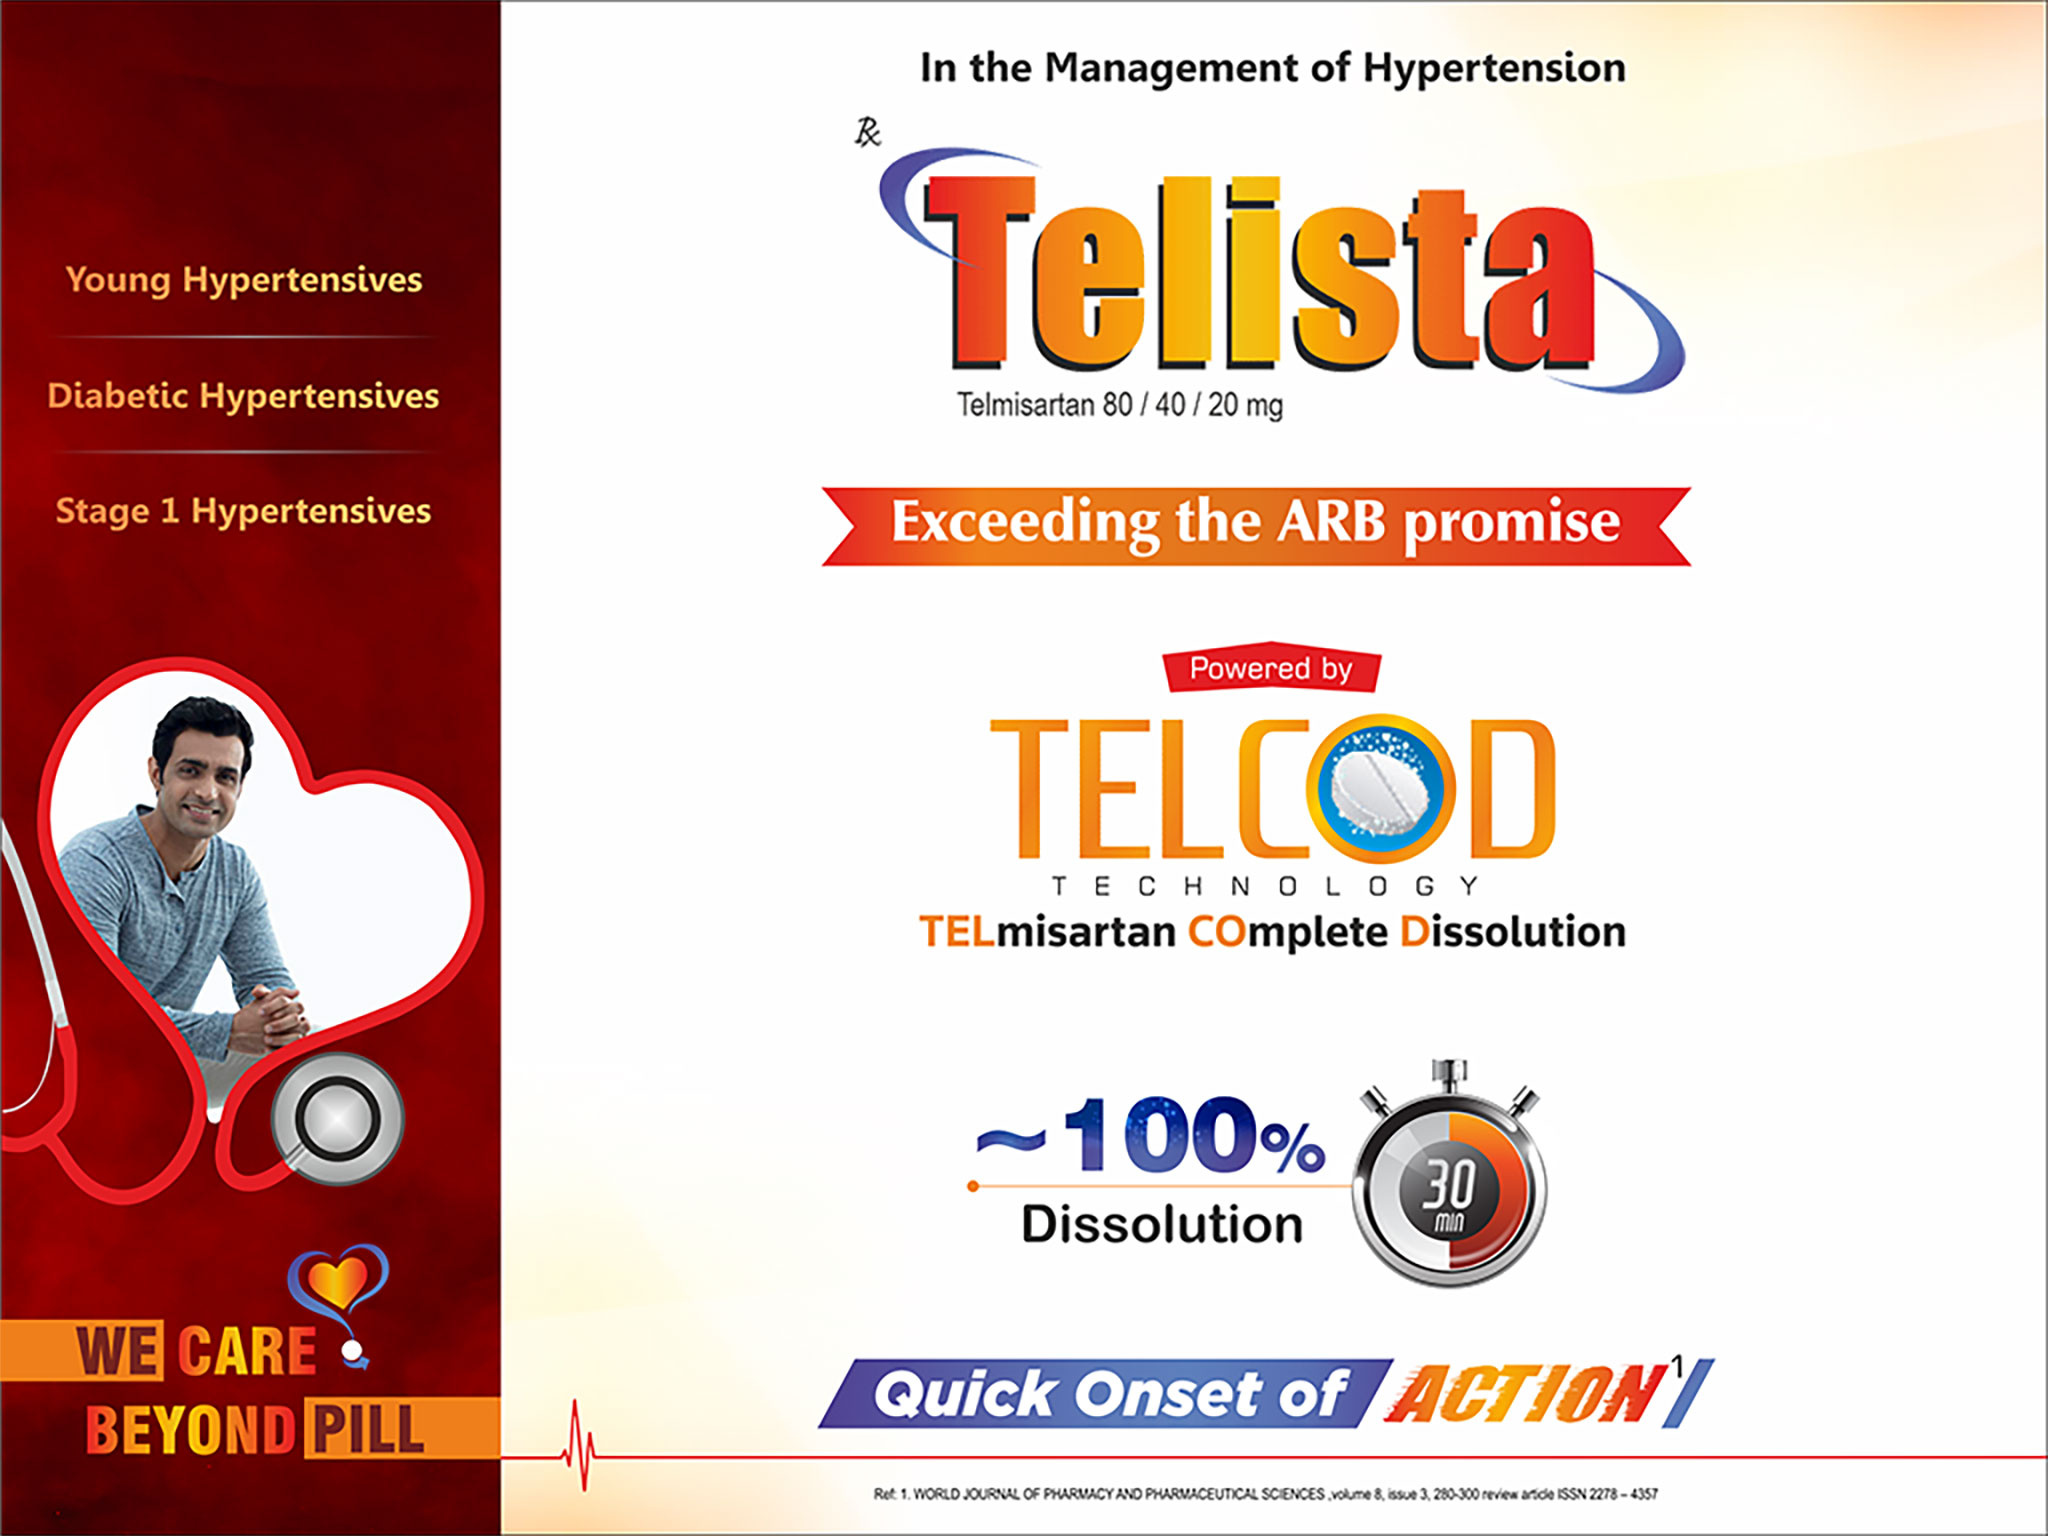 Young Hypertensives
Diabetic Hypertensives
Stage 1 Hypertensives
WE CARE
BEYOND PILL
In the Management of Hypertension
Rx
Telista
Telmisartan 80 / 40 / 20 mg
Exceeding the ARB promise
Powered by
TELCOD
TECHNOLOGY
TELmisartan COmplete Dissolution
~100%
30
MIN
Dissolution
Quick Onset of ACTION1
Ref: 1. WORLD JOURNAL OF PHARMACY AND PHARMACEUTICAL SCIENCES ,volume 8, issue 3, 280-300 review article ISSN 2278 – 4357